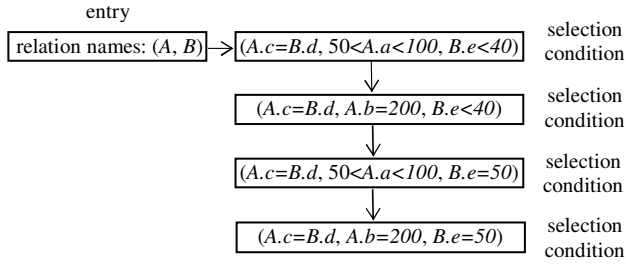 entry
relation names: (A, B)
(A.c=B.d, 50<A.a<100, B.e<40)
selection
condition
(A.c=B.d, A.b=200, B.e<40)
selection
condition
(A.c=B.d, 50<A.a<100, B.e=50)
selection
condition
(A.c=B.d, A.b=200, B.e=50)
selection
condition